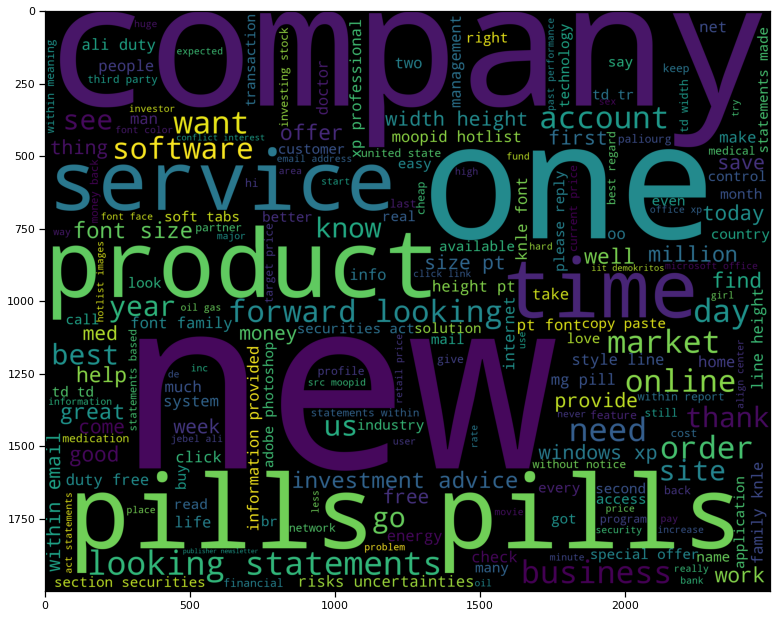 0
250
500
750
1000
1250
1500
1750
0
500
1000
1500
2000
company
one
new
service
product
time
pills pills
huge
ali duty
expected
people
third party
within meaning
transaction
investing stock
doctor
two
right
management
net
say
keep
technology
past performance
statements made
investor
man
font color
conflict interest
see
want
offer
xp professional
width height
moopid hotlist
account
td tr
td width
try
sex
first
paliourg
make
medical
thing
software
customer
email address
united state
easy
fund
best regard
save
control
month
money back
hi
area
start
last
cheap
high
even
office xp
today
way
font face
soft tabs
better
real
font size
partner
major
know
available
knle font
hard
please reply
oo
country
well
million
iit demokritos
microsoft office
current price
hotlist images
look
target price
info
click link
size pt
height pt
take
find
girl
year
oil gas
forward looking
day
call
font family
securities act
solution
internet
use
pt font
copy paste
med
money
mail
love
market
line height
best
statements based
adobe photoshop
profile
give
style line
home
align center
help
de
inc
src moopid
retail price
mg pill
online
td td
information
much
system
statements within
provide
within report
great
come
week
information provided
us
industry
never
feature
still
thank
medication
jebel ali
user
rate
need
cost
order
good
click
windows xp
without notice
within email
duty free
buy
investment advice
site
act statements
read
less
free
every
second
access
back
family knle
place
life
br
network
go
energy
movie
got
price
program
pay
security
increase
application
publisher newsletter
problem
looking statements
check
minute
special offer
name
many
really
section securities
financial
risks uncertainties
oil
business
bank
work